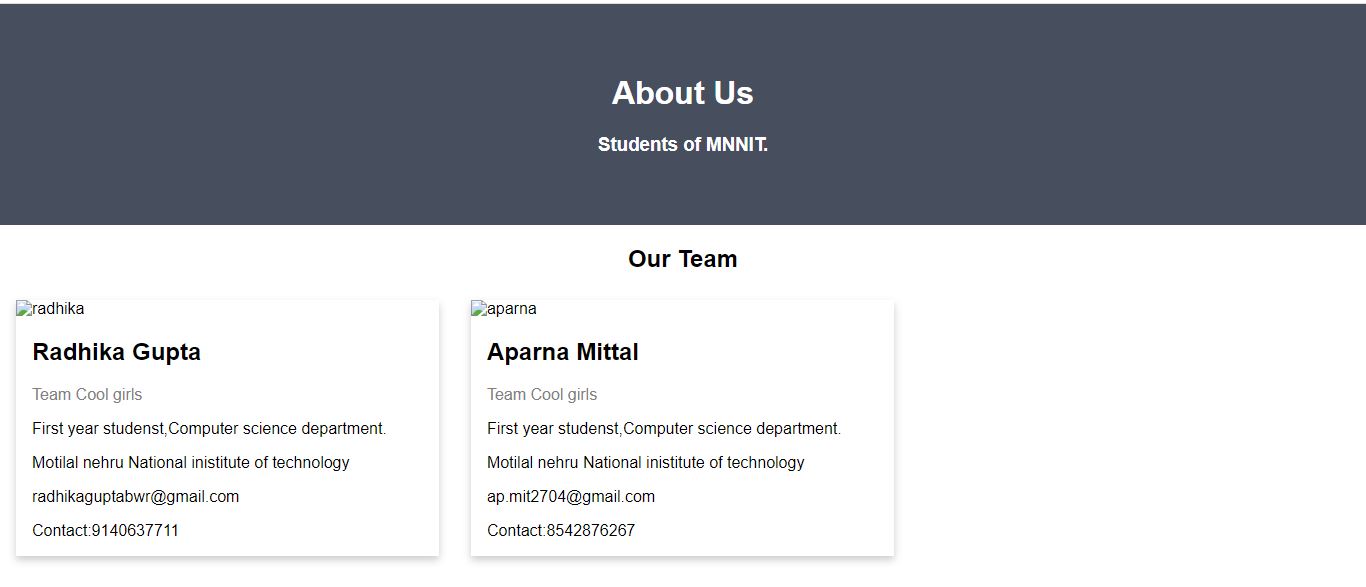 About Us
Students of MNNIT.
Our Team
radhika
Radhika Gupta
Team Cool girls
First year studenst,Computer science department.
Motilal nehru National inistitute of technology
radhikaguptabwr@gmail.com
Contact:9140637711
aparna
Aparna Mittal
Team Cool girls
First year studenst,Computer science department.
Motilal nehru National inistitute of technology
ap.mit2704@gmail.com
Contact:8542876267